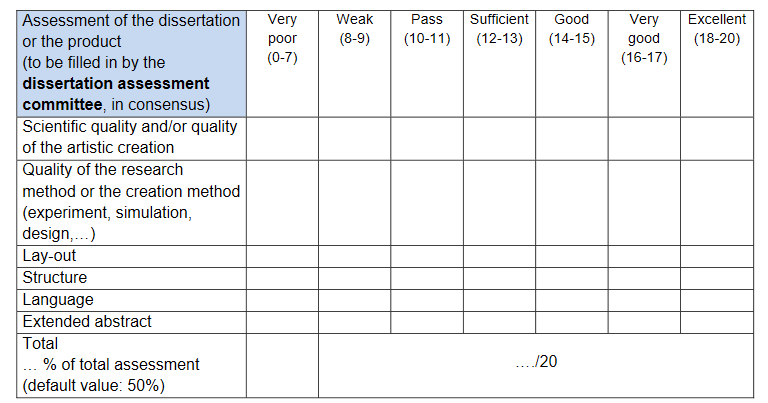 Assessment of the dissertation
or the product
(to be filled in by the
dissertation assessment
committee, in consensus)
Very
poor
(0-7)
Weak
(8-9)
Pass
(10-11)
Sufficient
(12-13)
Good
(14-15)
Very
good
(16-17)
Excellent
(18-20)
Scientific quality and/or quality
of the artistic creation
Quality of the research
method or the creation method
(experiment, simulation,
design,…)
Lay-out
Structure
Language
Extended abstract
Total
… % of total assessment
(default value: 50%)
…./20